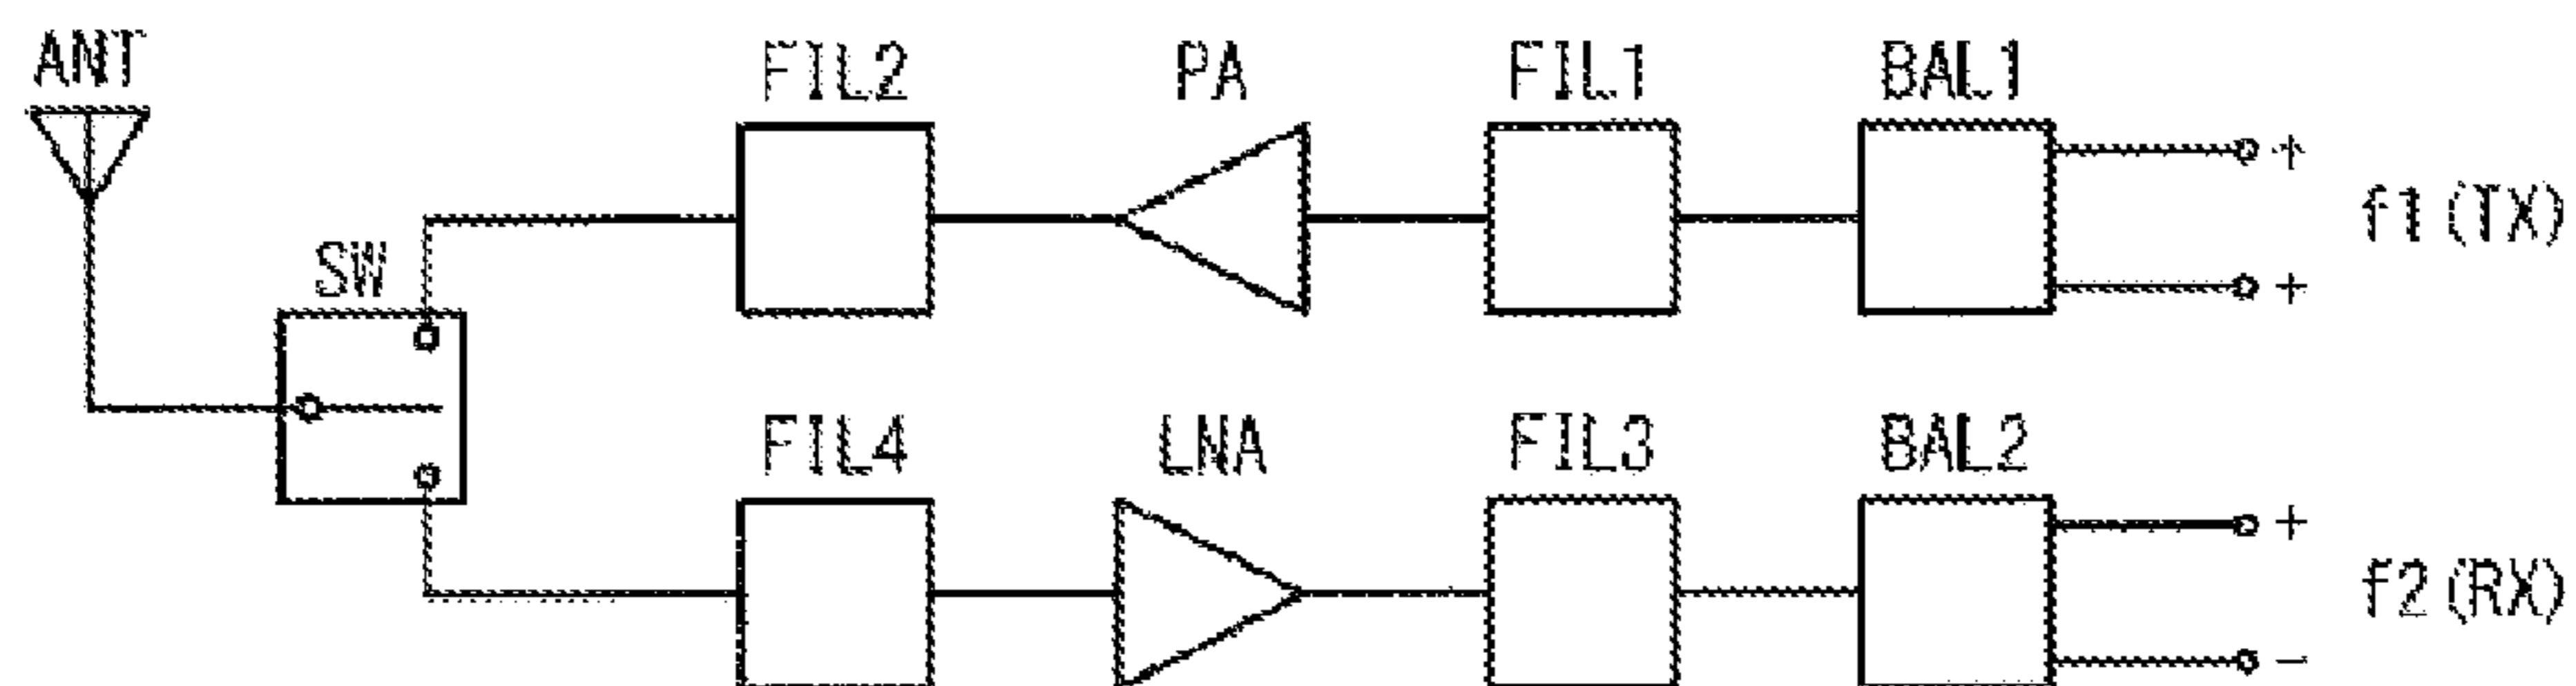 ANT FIL2 PA FIL1 BAL1
+
f1 (TX)
+
SW
FIL4 LNA FIL3 BAL2
+
f2 (RX)
-